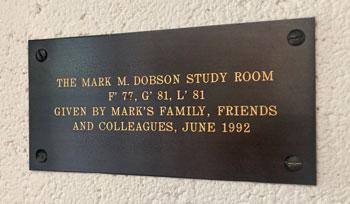 THE MARK M. DOBSON STUDY ROOM
F' 77, G' 81, L' 81
GIVEN BY MARK'S FAMILY, FRIENDS
AND COLLEAGUES, JUNE 1992